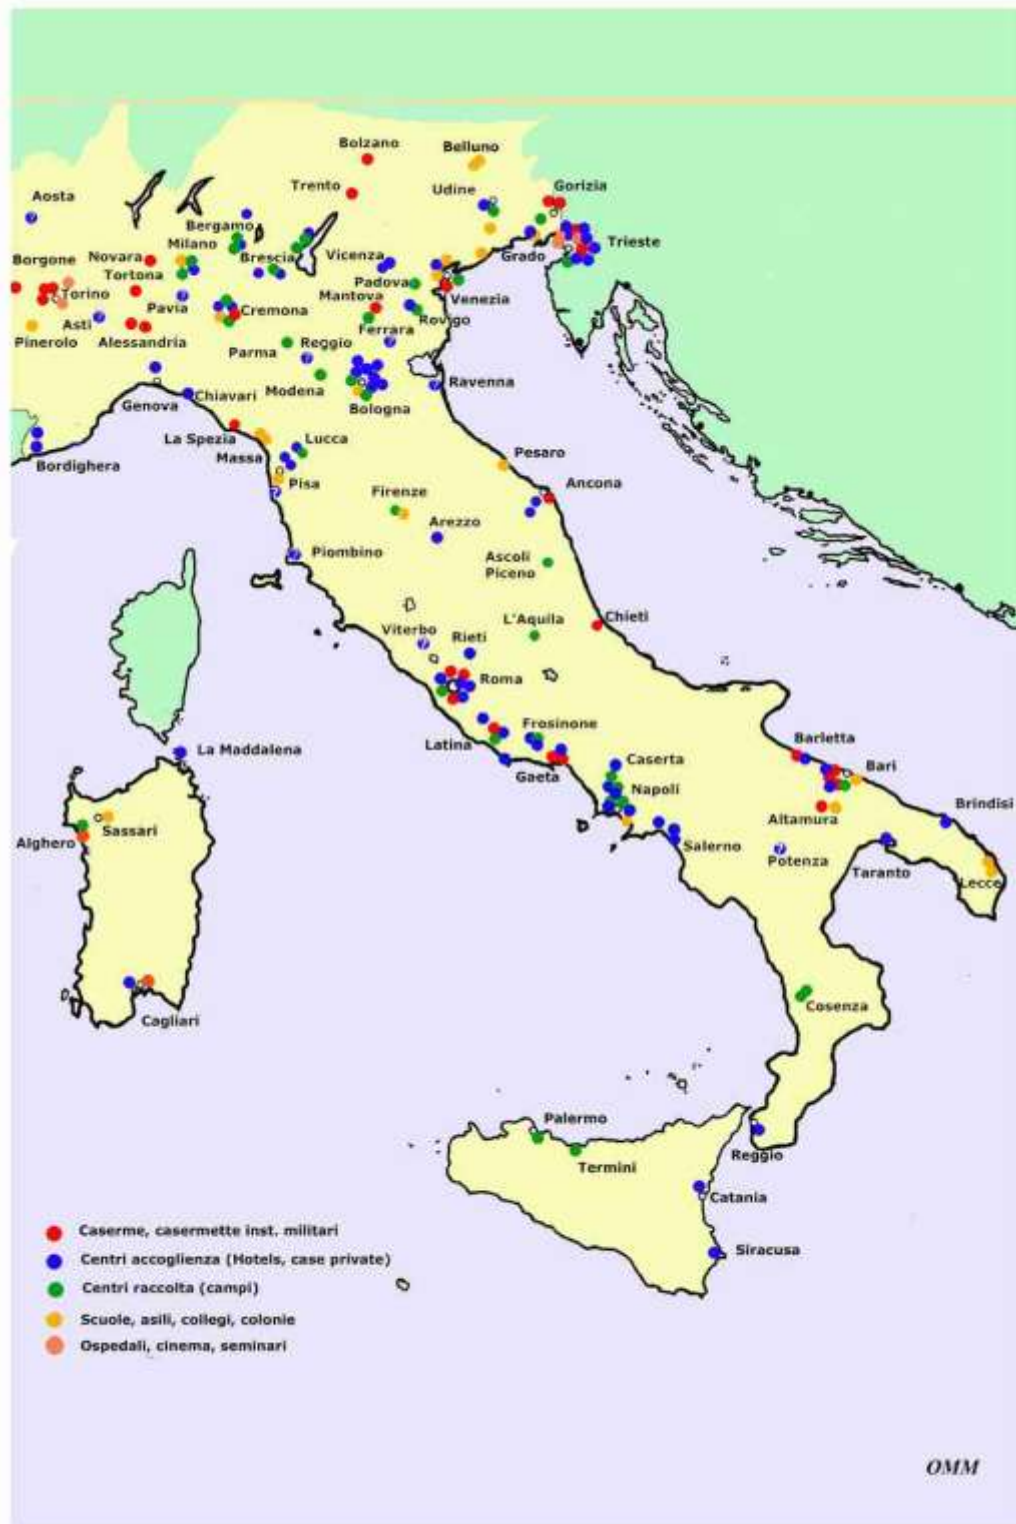 Bolzano
Belluno
Trento
Udine
Gorizia
Aosta
Bergamo
Milano
Trieste
Borgone
Novara
Brescia
Vicenza
Grado
Tortona
Padova
Torino
Mantova
Venezia
Pavia
Cremona
Rovigo
Asti
Pinerolo
Alessandria
Ferrara
Parma
Reggio
Modena
Ravenna
Genova
Chiavari
Bologna
La Spezia
Lucca
Massa
Bordighera
Pesaro
Pisa
Firenze
Ancona
Arezzo
Piombino
Ascoli
Piceno
L'Aquila
Chieti
Viterbo
Rieti
Roma
Frosinone
Latina
La Maddalena
Barletta
Caserta
Bari
Gaeta
Napoli
Brindisi
Altamura
Sassari
Alghero
Salerno
Potenza
Taranto
Lecce
Cosenza
Cagliari
Palermo
Reggio
Termini
Catania
Siracusa
Caserme, casermette inst. militari
Centri accoglienza (Hotels, case private)
Centri raccolta (campi)
Scuole, asili, collegi, colonie
Ospedali, cinema, seminari
OMM